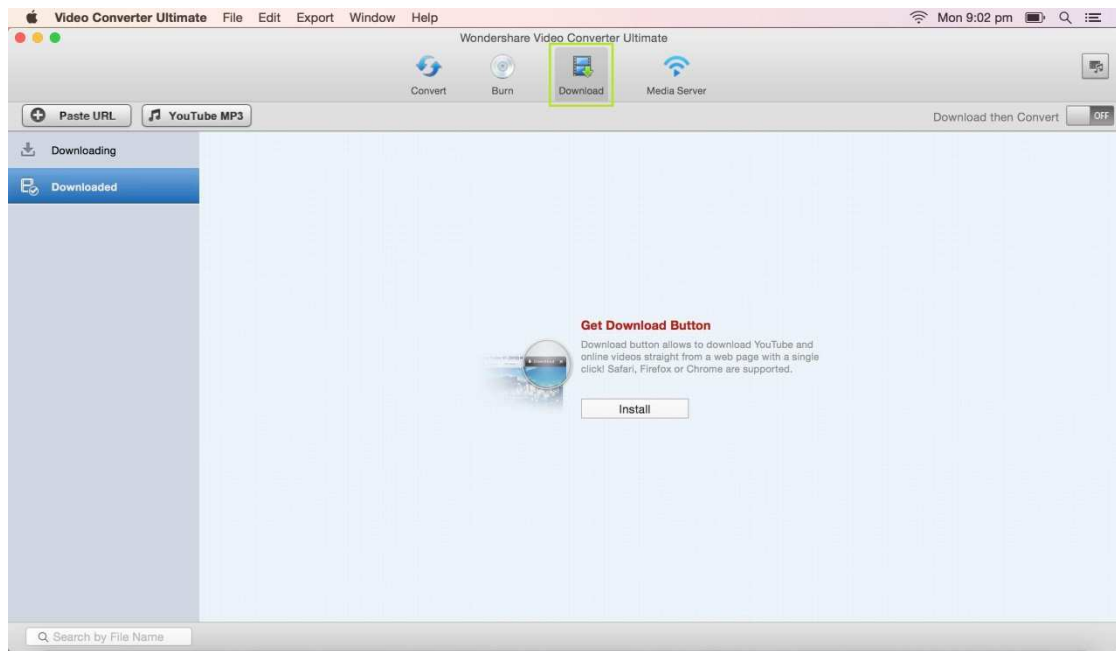 Video Converter Ultimate File Edit Export Window Help Mon 9:02 pm
Wondershare Video Converter Ultimate
Convert Burn Download Media Server
Paste URL YouTube MP3 Download then Convert OFF
Downloading
Downloaded
Get Download Button
Download button allows to download YouTube and
online videos straight from a web page with a single
click! Safari, Firefox or Chrome are supported.
Install
Search by File Name